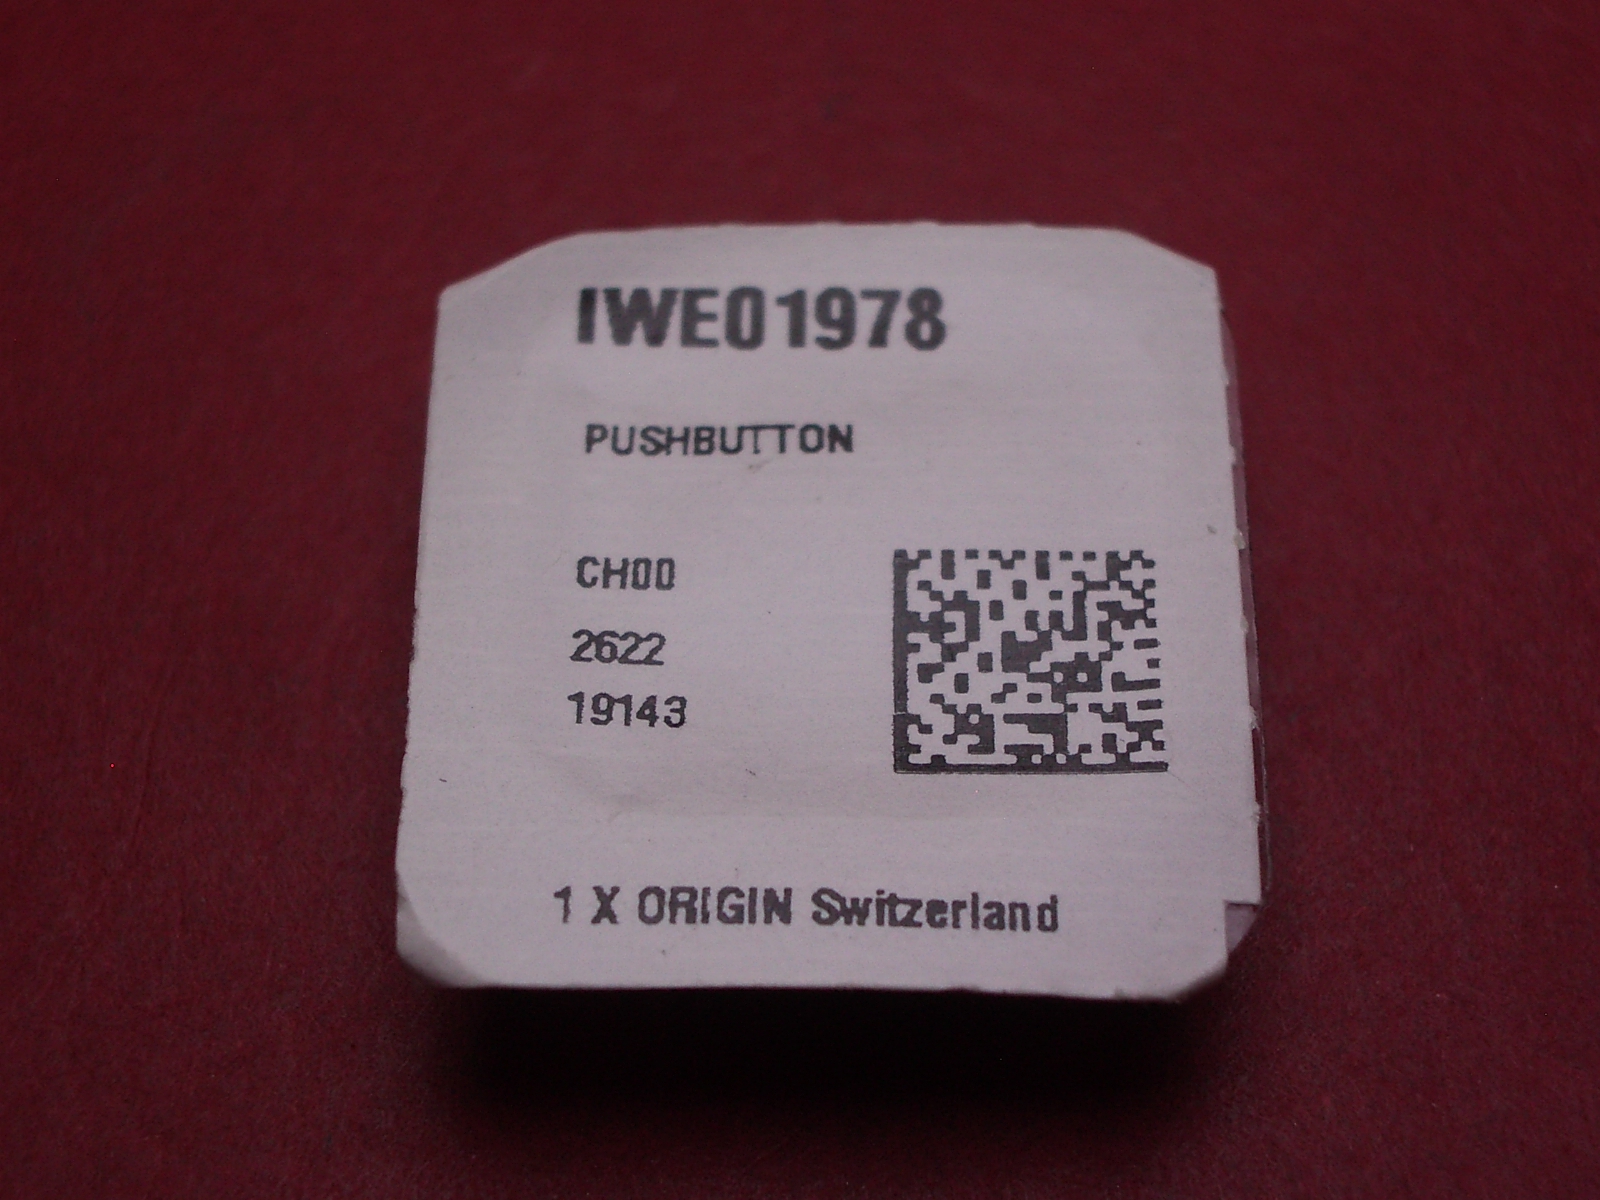 IWE01978
PUSHBUTTON
CH00
2622
19143
1 X ORIGIN Switzerland